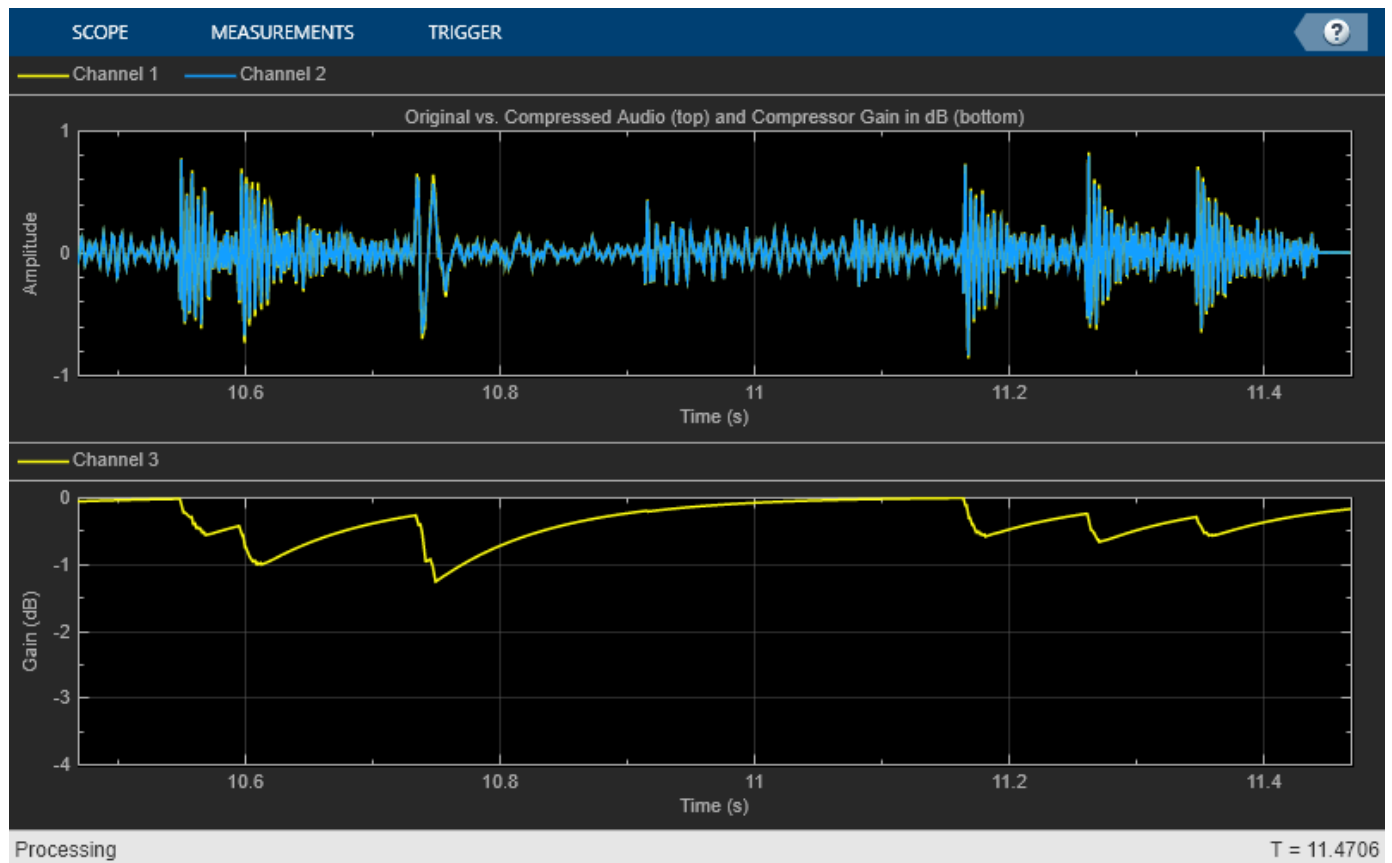 SCOPE MEASUREMENTS TRIGGER ?
Channel 1 Channel 2
Original vs. Compressed Audio (top) and Compressor Gain in dB (bottom)
1
0
-1
Amplitude
10.6 10.8 11 11.2 11.4
Time (s)
Channel 3
0
-1
-2
-3
-4
Gain (dB)
10.6 10.8 11 11.2 11.4
Time (s)
Processing T = 11.4706